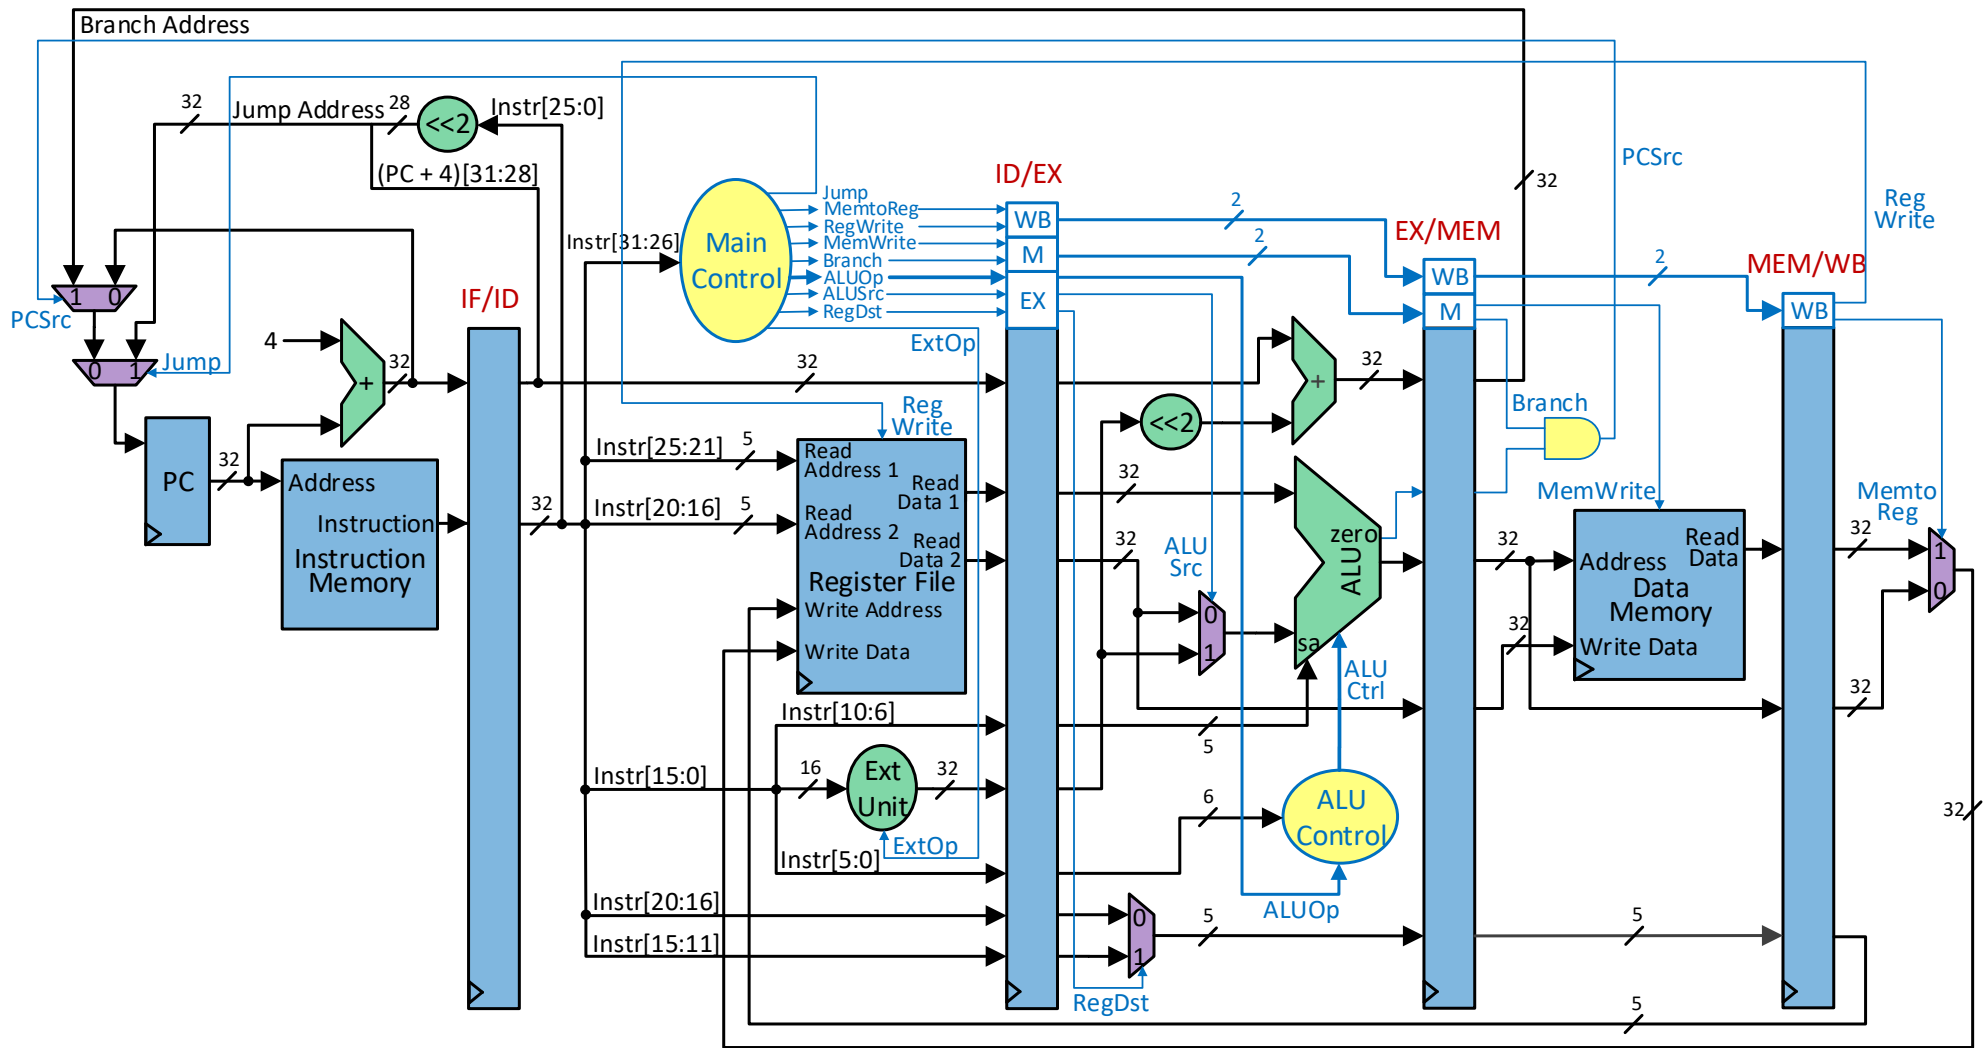 Branch Address
32
Jump Address
28
<<2
Instr[25:0]
(PC + 4)[31:28]
PCSrc
32
ID/EX
Jump
MemtoReg
RegWrite
MemWrite
Branch
ALUOp
ALUSrc
RegDst
ExtOp
Main
Control
Instr[31:26]
WB
M
EX
2
2
EX/MEM
WB
M
2
MEM/WB
WB
Reg
Write
1
0
PCSrc
0
1
Jump
IF/ID
4
+
32
32
+
32
<<2
Branch
PC
32
Address
Instruction
Instruction
Memory
32
Instr[25:21]
5
Instr[20:16]
5
Reg
Write
Read
Address 1
Read
Data 1
Read
Address 2
Read
Data 2
Register File
Write Address
Write Data
32
32
ALU
Src
0
1
zero
ALU
sa
ALU
Ctrl
32
32
MemWrite
Address
Read
Data
Data
Memory
Write Data
Memto
Reg
32
1
0
32
Instr[10:6]
5
Instr[15:0]
16
Ext
Unit
32
ExtOp
Instr[5:0]
6
ALU
Control
32
Instr[20:16]
Instr[15:11]
0
1
5
ALUOp
5
RegDst
5